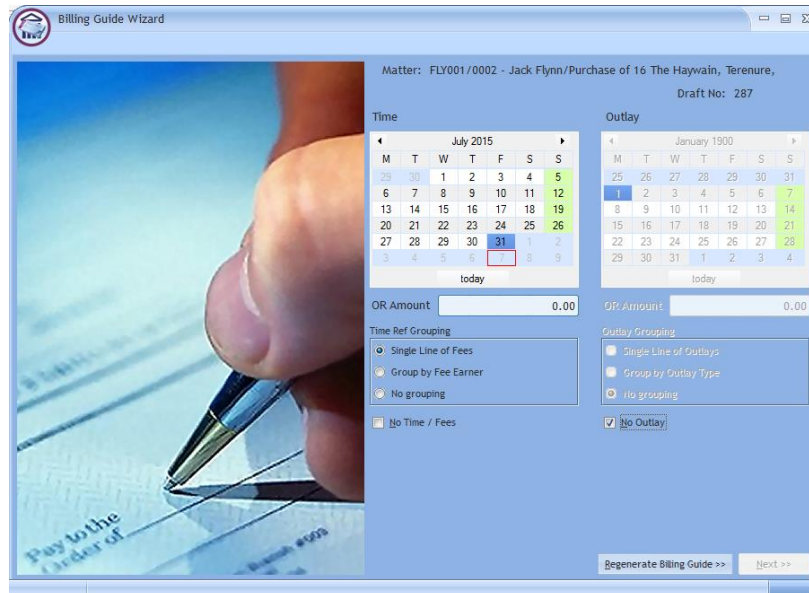 Billing Guide Wizard
Matter: FLY001/0002 - Jack Flynn/Purchase of 16 The Haywain, Terenure,
Draft No: 287
Time
July 2015
M T W T F S S
29 30 1 2 3 4 5
6 7 8 9 10 11 12
13 14 15 16 17 18 19
20 21 22 23 24 25 26
27 28 29 30 31 1 2
3 4 5 6 7 8 9
today
OR Amount 0.00
Time Ref Grouping
Single Line of Fees
Group by Fee Earner
No grouping
No Time / Fees
Outlay
January 1900
M T W T F S S
25 26 27 28 29 30 31
1 2 3 4 5 6 7
8 9 10 11 12 13 14
15 16 17 18 19 20 21
22 23 24 25 26 27 28
29 30 31 1 2 3 4
today
OR Amount 0.00
Outlay Grouping
Single Line of Outlays
Group by Outlay Type
No grouping
No Outlay
Pay to the
Order of
Regenerate Billing Guide >>
Next >>